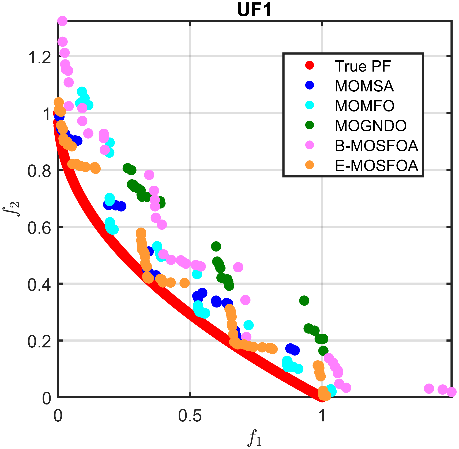 UF1
1.2
1
0.8
0.6
0.4
0.2
0
f2
True PF
MOMSA
MOMFO
MOGNDO
B-MOSFOA
E-MOSFOA
0 0.5 1
f1